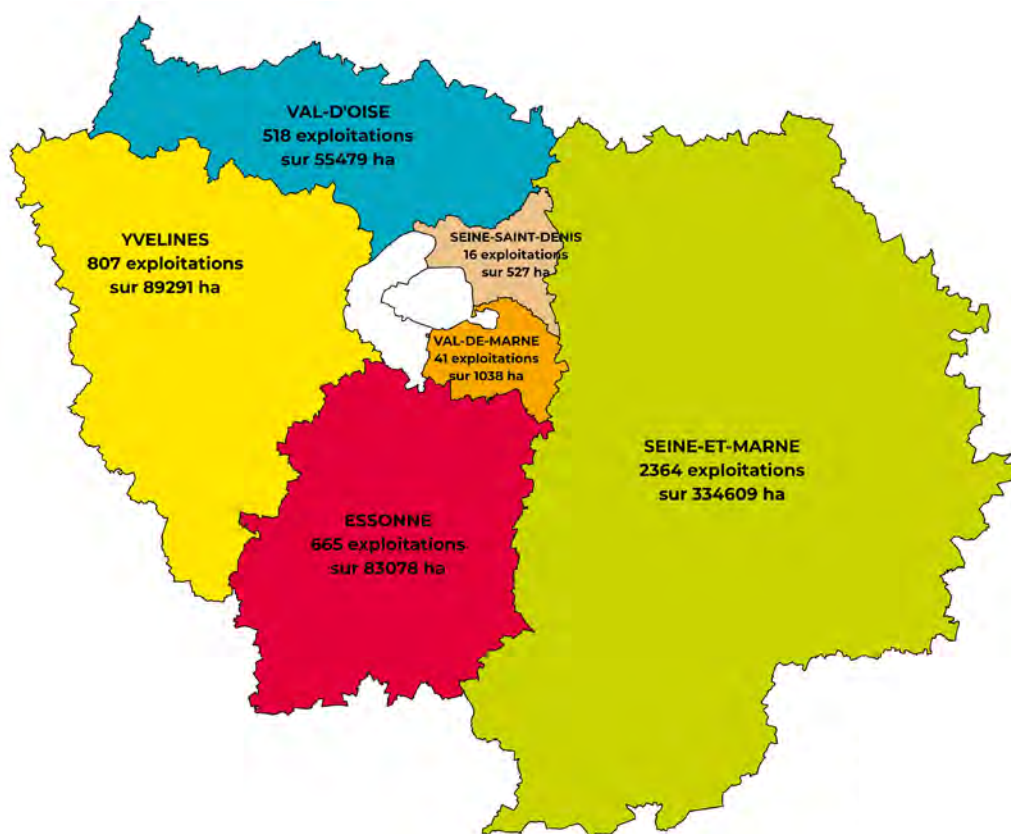 VAL-D'OISE
518 exploitations
sur 55479 ha
YVELINES
807 exploitations
sur 89291 ha
SEINE-SAINT-DENIS
16 exploitations
sur 527 ha
VAL-DE-MARNE
41 exploitations
sur 1038 ha
SEINE-ET-MARNE
2364 exploitations
sur 334609 ha
ESSONNE
665 exploitations
sur 83078 ha